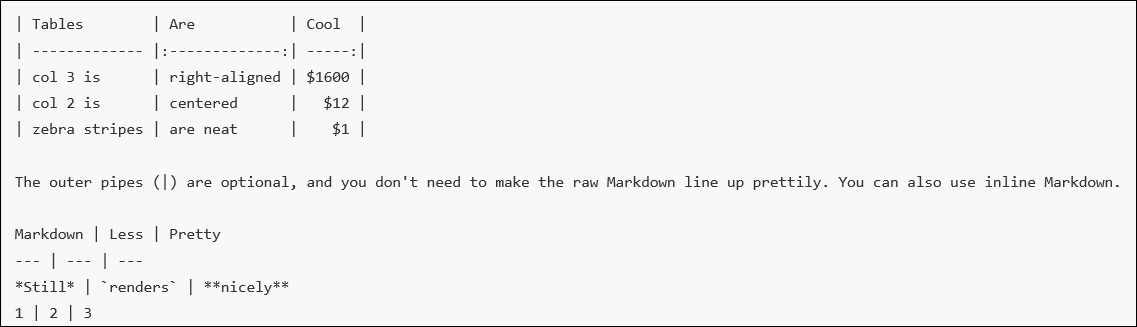 | Tables        | Are           | Cool  |
| ------------- |:-------------:| -----:|
| col 3 is      | right-aligned | $1600 |
| col 2 is      | centered      |   $12 |
| zebra stripes | are neat      |    $1 |
The outer pipes (|) are optional, and you don't need to make the raw Markdown line up prettily. You can also use inline Markdown.
Markdown | Less | Pretty
--- | --- | ---
*Still* | `renders` | **nicely**
1 | 2 | 3